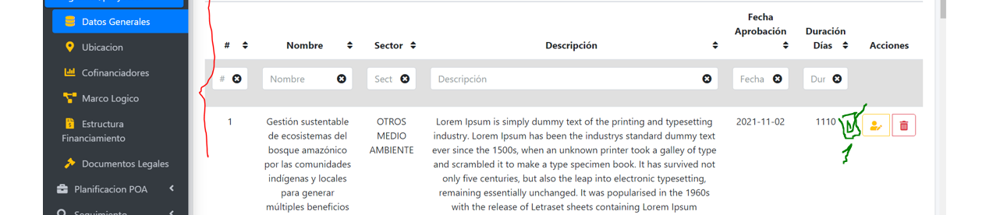 Datos Generales
Ubicacion
Cofinanciadores
Marco Logico
Estructura
Financiamiento
Documentos Legales
Planificacion POA
Seguimiento
# Nombre Sector Descripción Fecha Aprobación Duración Días Acciones
# Nombre Sect Descripción Fecha Dur
1 Gestión sustentable OTROS Lorem Ipsum is simply dummy text of the printing and typesetting 2021-11-02 1110
de ecosistemas del MEDIO industry. Lorem Ipsum has been the industrys standard dummy text
bosque amazónico AMBIENTE ever since the 1500s, when an unknown printer took a galley of type
por las comunidades and scrambled it to make a type specimen book. It has survived not
indígenas y locales only five centuries, but also the leap into electronic typesetting,
para generar remaining essentially unchanged. It was popularised in the 1960s
múltiples beneficios with the release of Letraset sheets containing Lorem Ipsum
1